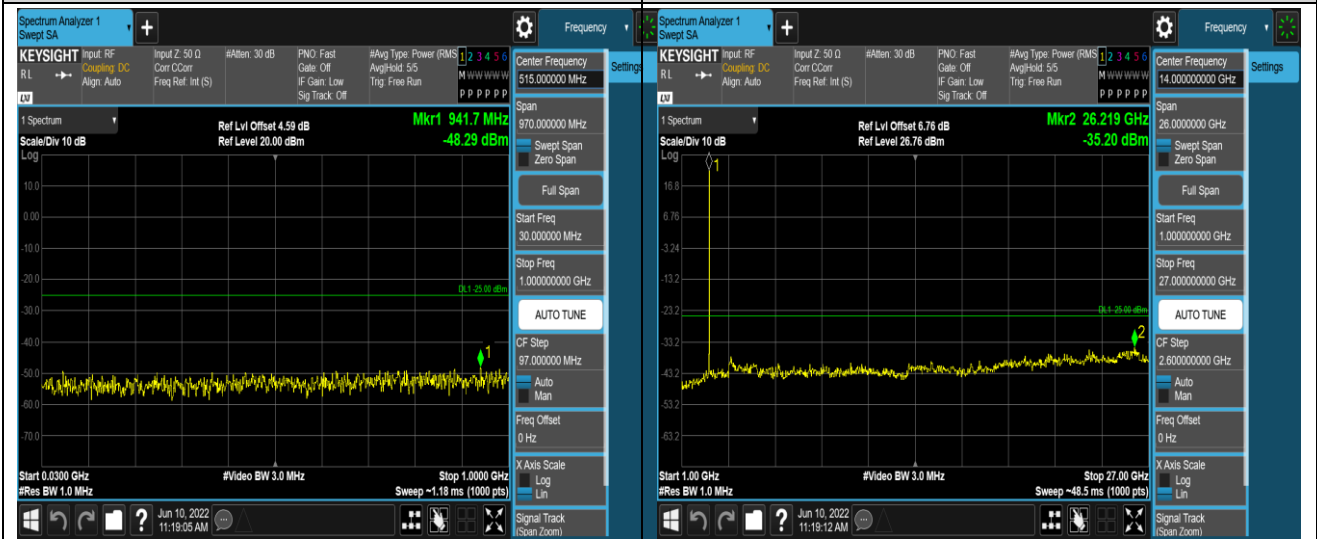 Spectrum Analyzer 1
Swept SA
+
Frequency
KEYSIGHT
RL
LXI
Input: RF
Coupling: DC
Align: Auto
Input Z: 50 Ω
Corr CCorr
Freq Ref: Int (S)
#Atten: 30 dB
PNO: Fast
Gate: Off
IF Gain: Low
Sig Track: Off
#Avg Type: Power (RMS
Avg|Hold: 5/5
Trig: Free Run
1 2 3 4 5 6
M W W W W W
P P P P P P
Center Frequency
515.000000 MHz
Settings
1 Spectrum
Scale/Div 10 dB
Log
Ref Lvl Offset 4.59 dB
Ref Level 20.00 dBm
Mkr1 941.7 MHz
-48.29 dBm
10.0
0.00
-10.0
-20.0
-30.0
-40.0
-50.0
-60.0
-70.0
DL1 -25.00 dBm
1
Start 0.0300 GHz
#Res BW 1.0 MHz
#Video BW 3.0 MHz
Stop 1.0000 GHz
Sweep ~1.18 ms (1000 pts)
Span
970.000000 MHz
Swept Span
Zero Span
Full Span
Start Freq
30.000000 MHz
Stop Freq
1.000000000 GHz
AUTO TUNE
CF Step
97.000000 MHz
Auto
Man
Freq Offset
0 Hz
X Axis Scale
Log
Lin
Signal Track
(Span Zoom)
?
Jun 10, 2022
11:19:05 AM
Spectrum Analyzer 1
Swept SA
+
Frequency
KEYSIGHT
RL
LXI
Input: RF
Coupling: DC
Align: Auto
Input Z: 50 Ω
Corr CCorr
Freq Ref: Int (S)
#Atten: 30 dB
PNO: Fast
Gate: Off
IF Gain: Low
Sig Track: Off
#Avg Type: Power (RMS
Avg|Hold: 5/5
Trig: Free Run
1 2 3 4 5 6
M W W W W W
P P P P P P
Center Frequency
14.000000000 GHz
Settings
1 Spectrum
Scale/Div 10 dB
Log
Ref Lvl Offset 6.76 dB
Ref Level 26.76 dBm
Mkr2 26.219 GHz
-35.20 dBm
1
16.8
6.76
-3.24
-13.2
-23.2
-33.2
-43.2
-53.2
-63.2
DL1 -25.00 dBm
2
Start 1.00 GHz
#Res BW 1.0 MHz
#Video BW 3.0 MHz
Stop 27.00 GHz
Sweep ~48.5 ms (1000 pts)
Span
26.0000000 GHz
Swept Span
Zero Span
Full Span
Start Freq
1.000000000 GHz
Stop Freq
27.000000000 GHz
AUTO TUNE
CF Step
2.600000000 GHz
Auto
Man
Freq Offset
0 Hz
X Axis Scale
Log
Lin
Signal Track
(Span Zoom)
?
Jun 10, 2022
11:19:12 AM